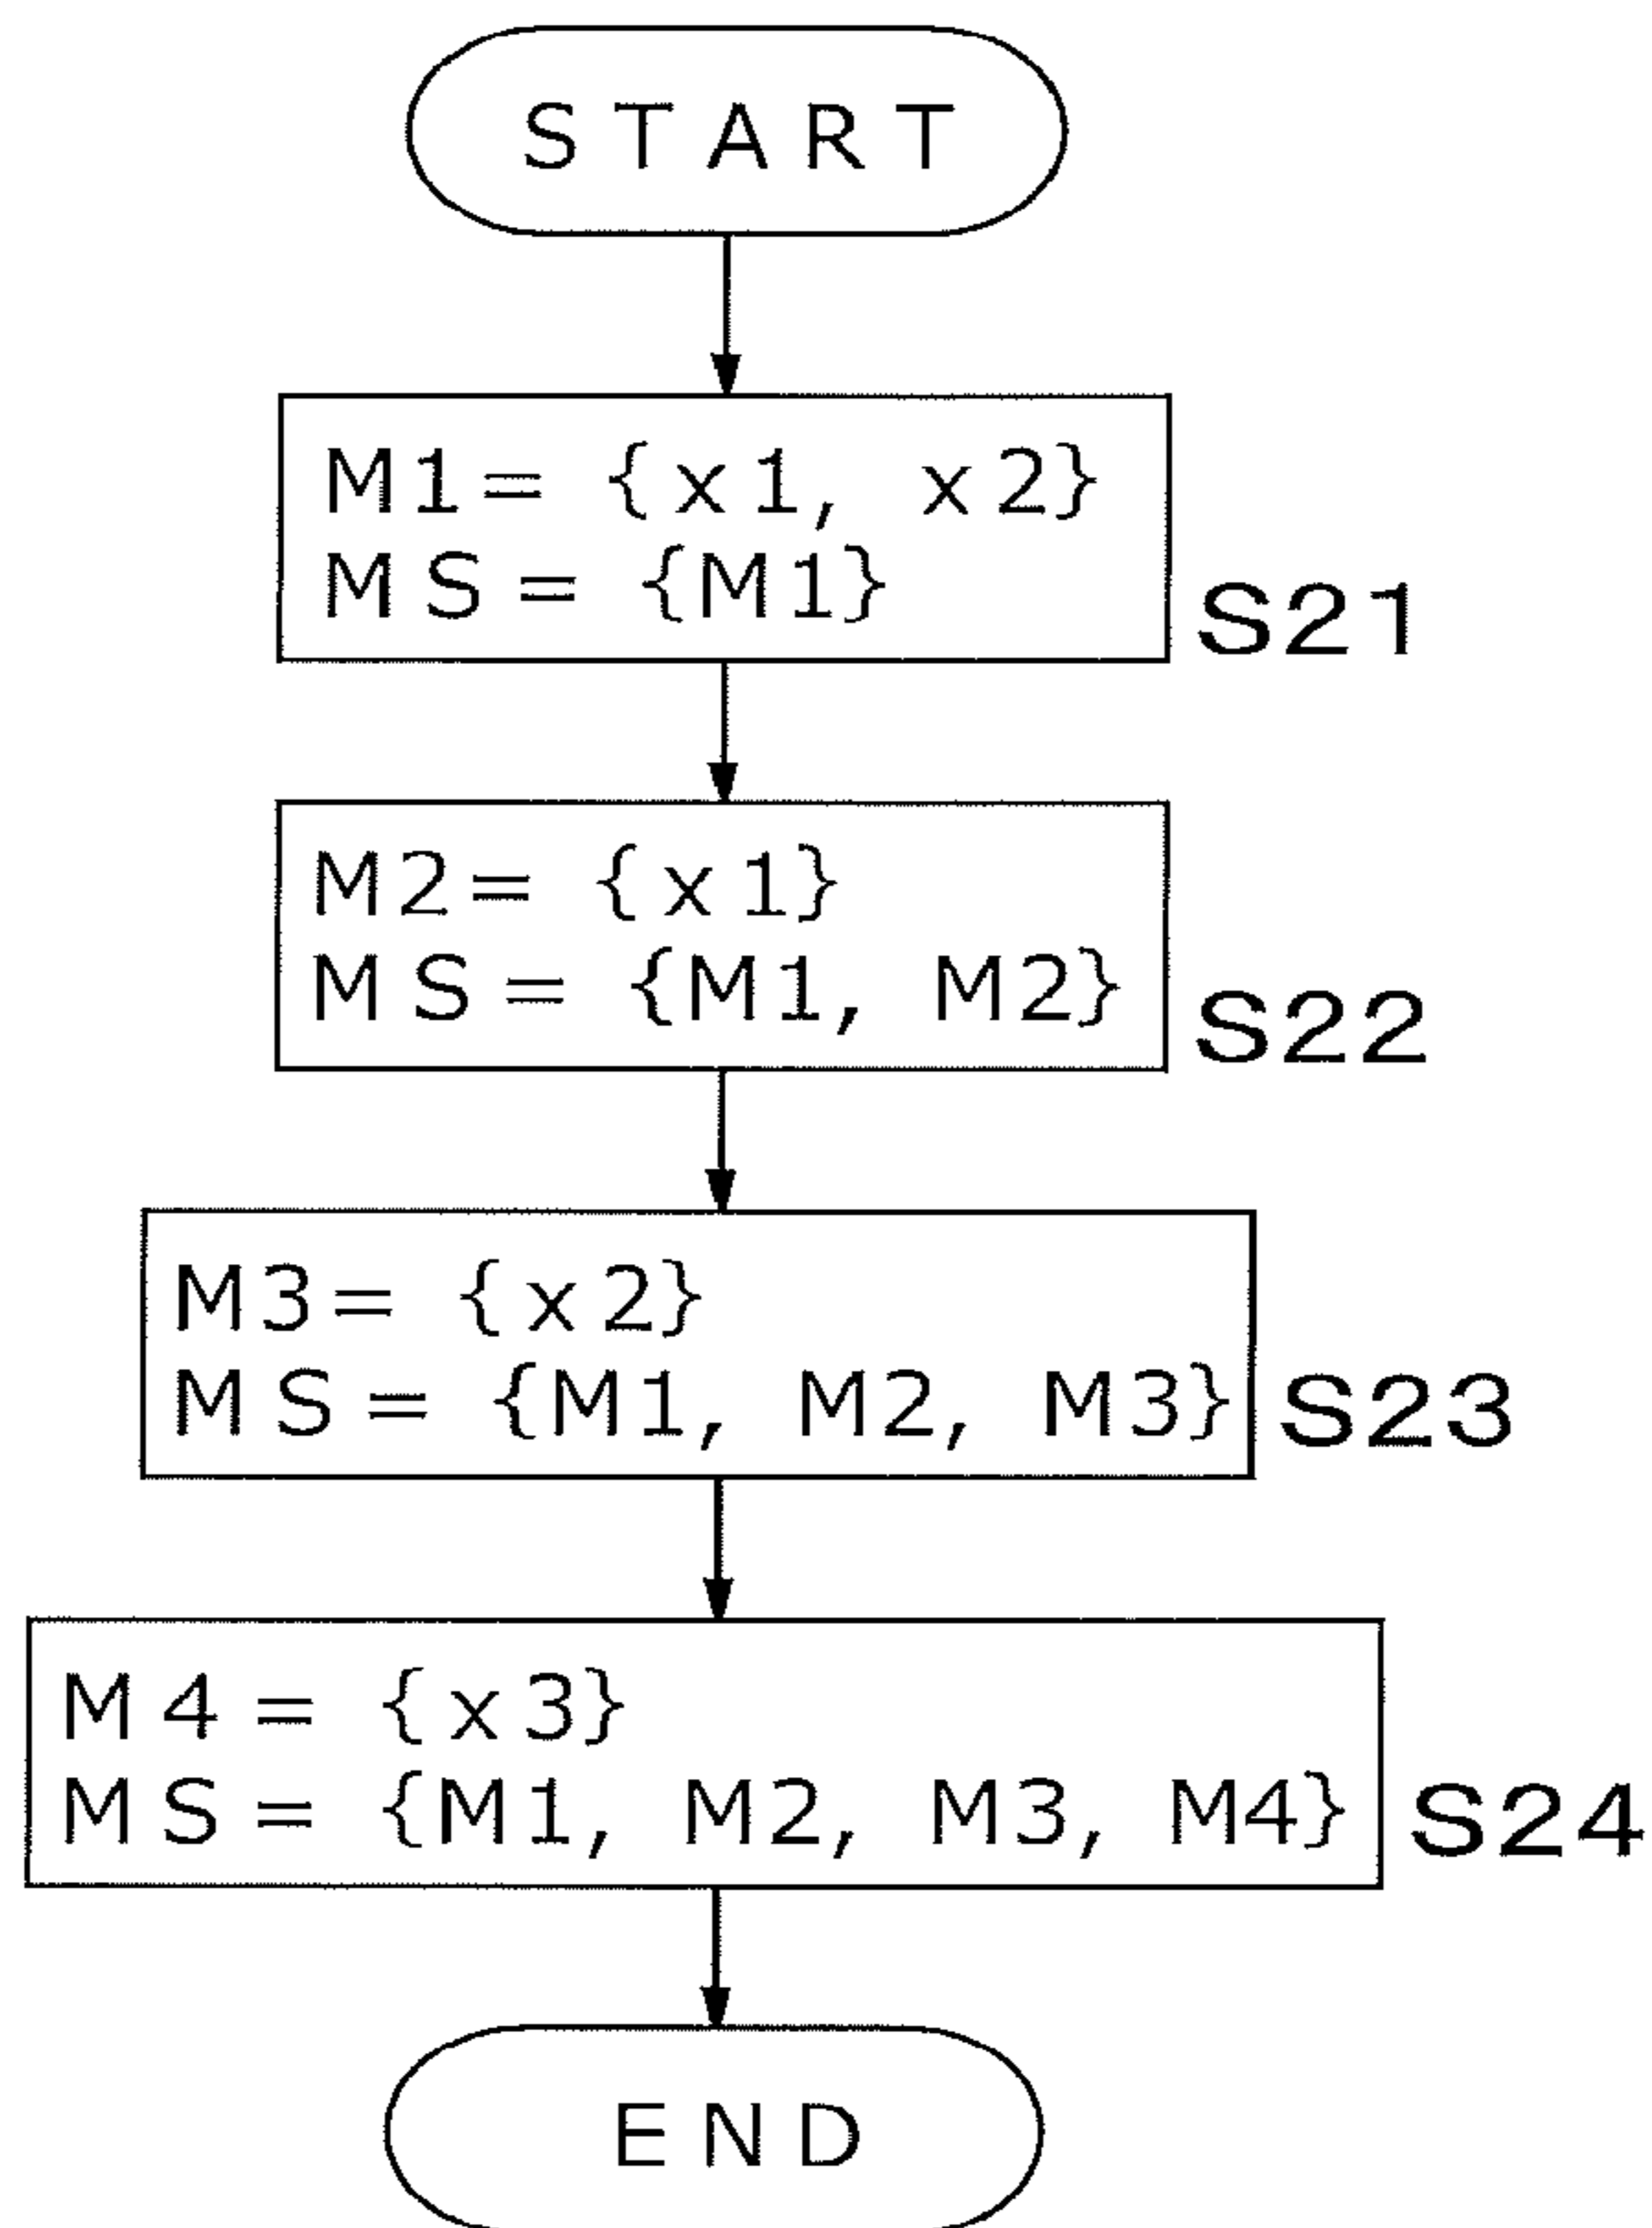 START
M1= {x1, x2}
MS= {M1}
S21
M2= {x1}
MS= {M1, M2}
S22
M3= {x2}
MS= {M1, M2, M3}
S23
M4= {x3}
MS= {M1, M2, M3, M4}
S24
END